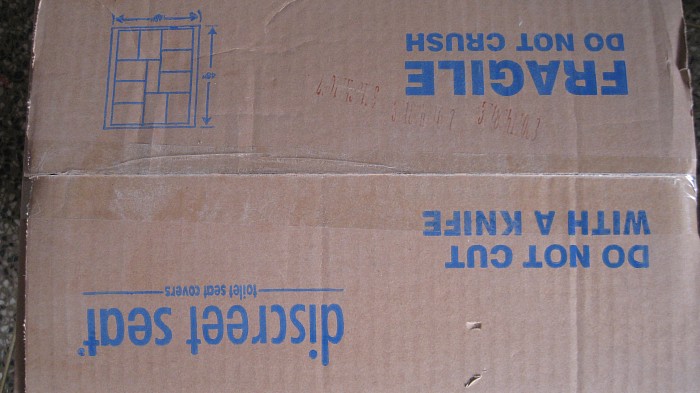 discreet seat
toilet seat covers
DO NOT CUT
WITH A KNIFE
FRAGILE
DO NOT CRUSH